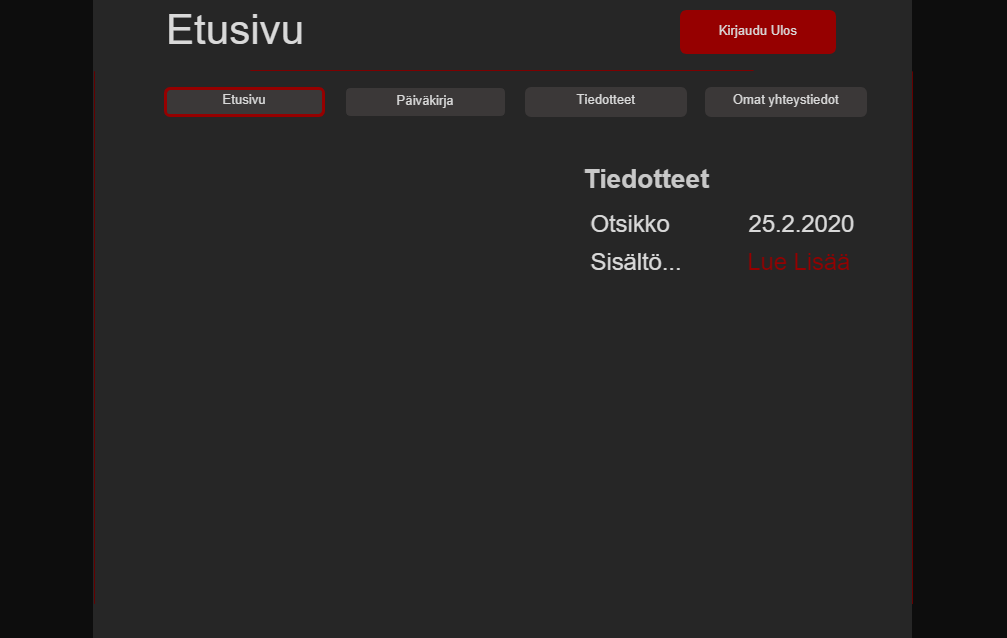 Etusivu
Kirjaudu Ulos
Etusivu
Päiväkirja
Tiedotteet
Omat yhteystiedot
Tiedotteet
Otsikko 25.2.2020
Sisältö... Lue Lisää